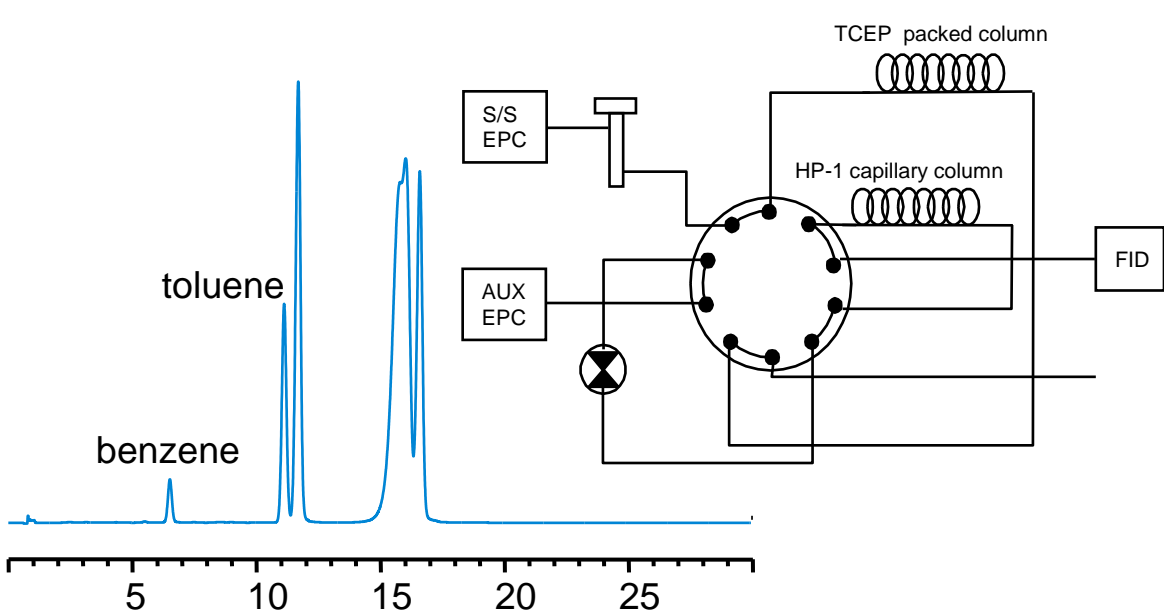 TCEP packed column
S/S
EPC
HP-1 capillary column
FID
toluene
AUX
EPC
benzene
5 10 15 20 25